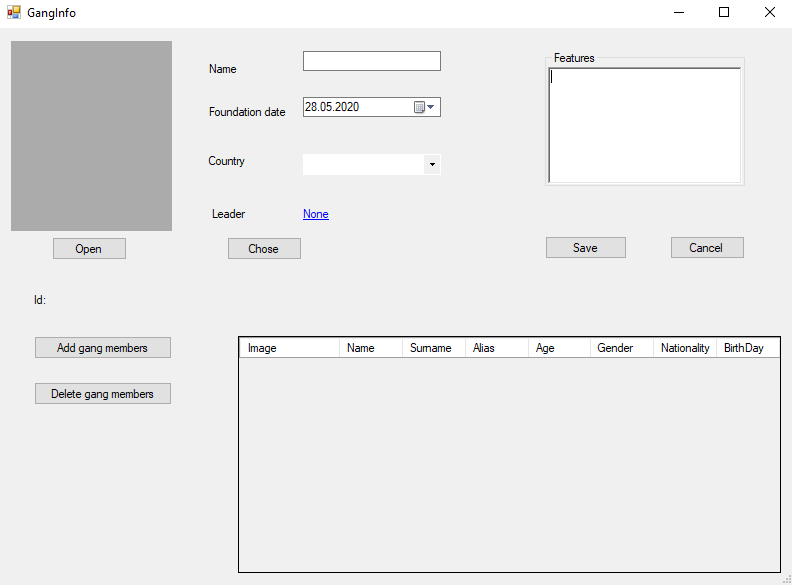 GangInfo
Name
Features
Foundation date
28.05.2020
Country
Leader
None
Open
Chose
Save
Cancel
Id:
Add gang members
Delete gang members
Image Name Surname Alias Age Gender Nationality BirthDay